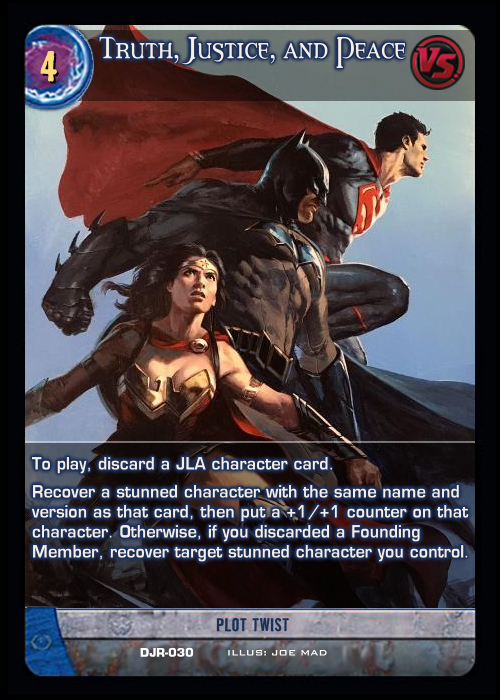 4
Truth, Justice, and Peace
VS
To play, discard a JLA character card.
Recover a stunned character with the same name and
version as that card, then put a +1/+1 counter on that
character. Otherwise, if you discarded a Founding
Member, recover target stunned character you control.
PLOT TWIST
DJR-030 ILLUS: JOE MAD